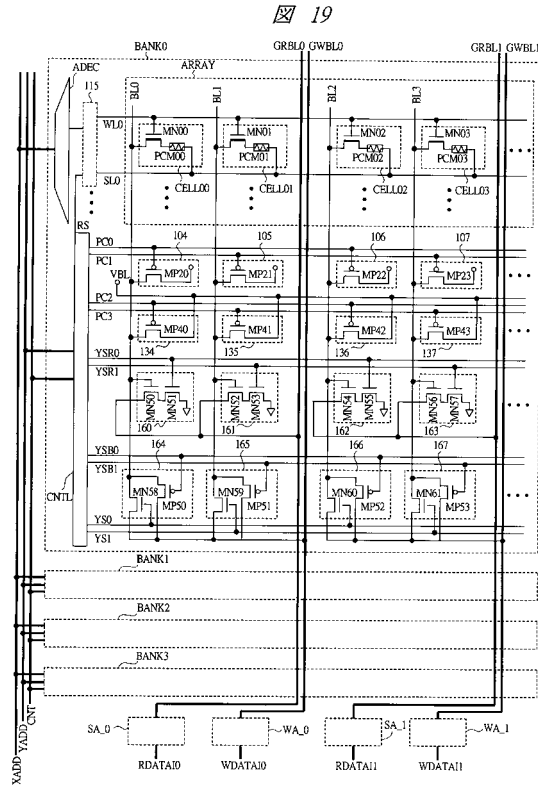 図 19
BANK0
GRBL0 GWBL0
GRBL1 GWBL1
ADEC
115
ARRAY
BL0
BL1
BL2
BL3
WL0
MN00
MN01
MN02
MN03
PCM00
PCM01
PCM02
PCM03
SL0
CELL00
CELL01
CELL02
CELL03
RS
104
105
106
107
PC0
PC1
VBL
MP20
MP21
MP22
MP23
PC2
PC3
MP40
MP41
MP42
MP43
134
135
136
137
YSR0
YSR1
MN50
MN51
MN52
MN53
MN54
MN55
MN56
MN57
160
161
162
163
YSB0
164
165
166
167
YSB1
MN58
MP50
MN59
MP51
MN60
MP52
MN61
MP53
CNTL
YS0
YS1
BANK1
BANK2
BANK3
XADD
YADD
CNT
SA_0
WA_0
SA_1
WA_1
RDATAI0
WDATAI0
RDATAI1
WDATAI1